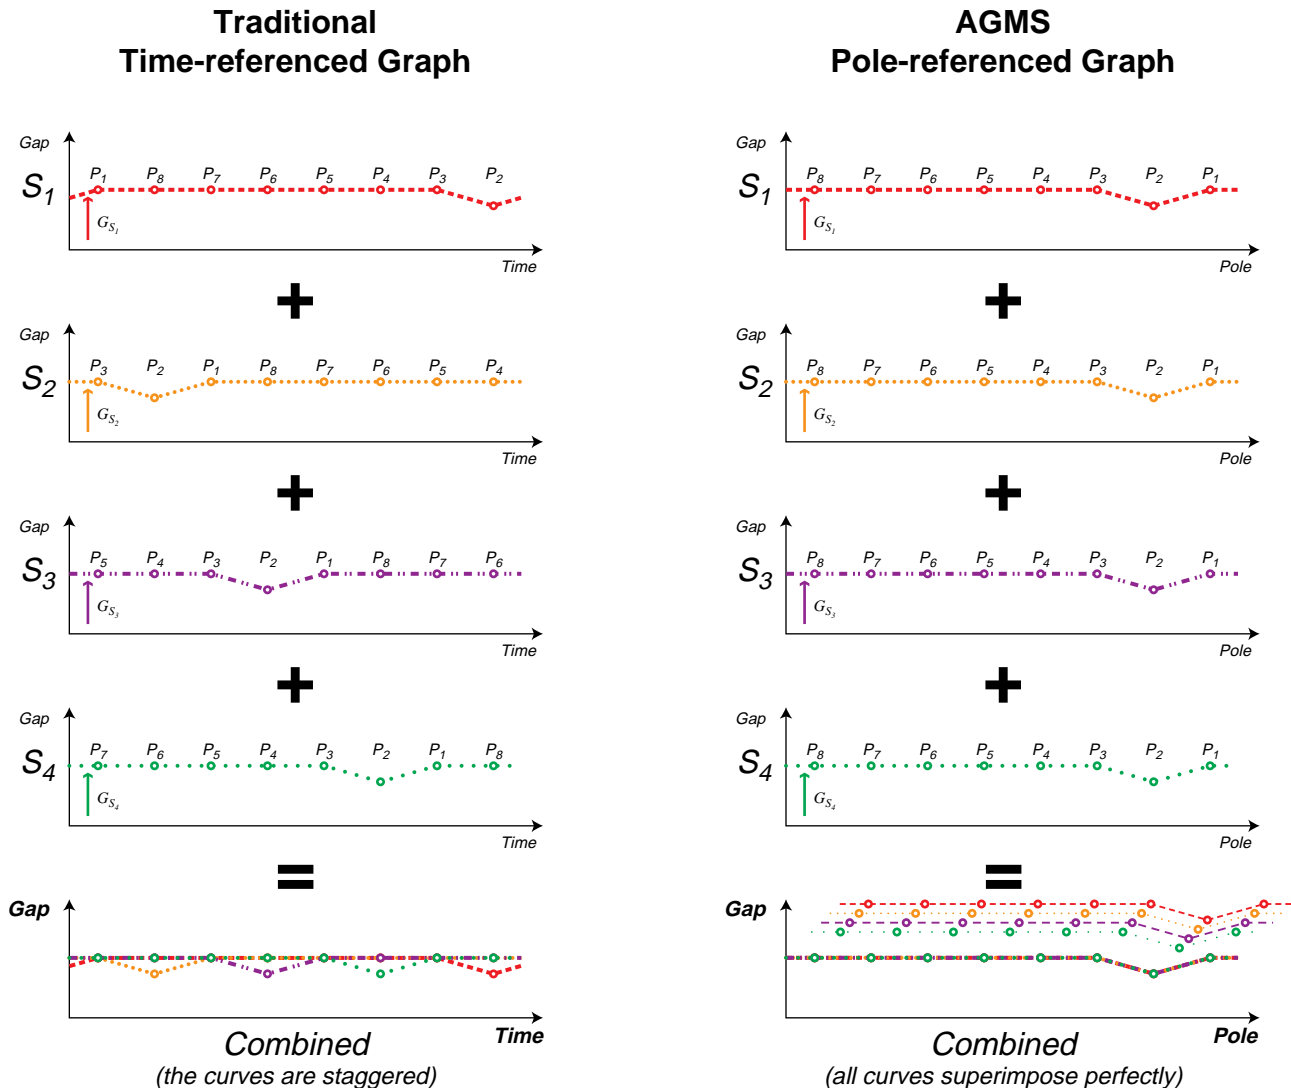 Traditional
Time-referenced Graph
Gap
S1
P1 P8 P7 P6 P5 P4 P3 P2
GS1
Time
+
Gap
S2
P3 P2 P1 P8 P7 P6 P5 P4
GS2
Time
+
Gap
S3
P5 P4 P3 P2 P1 P8 P7 P6
GS3
Time
+
Gap
S4
P7 P6 P5 P4 P3 P2 P1 P8
GS4
Time
=
Gap
Time
Combined
(the curves are staggered)
AGMS
Pole-referenced Graph
Gap
S1
P8 P7 P6 P5 P4 P3 P2 P1
GS1
Pole
+
Gap
S2
P8 P7 P6 P5 P4 P3 P2 P1
GS2
Pole
+
Gap
S3
P8 P7 P6 P5 P4 P3 P2 P1
GS3
Pole
+
Gap
S4
P8 P7 P6 P5 P4 P3 P2 P1
GS4
Pole
=
Gap
Pole
Combined
(all curves superimpose perfectly)